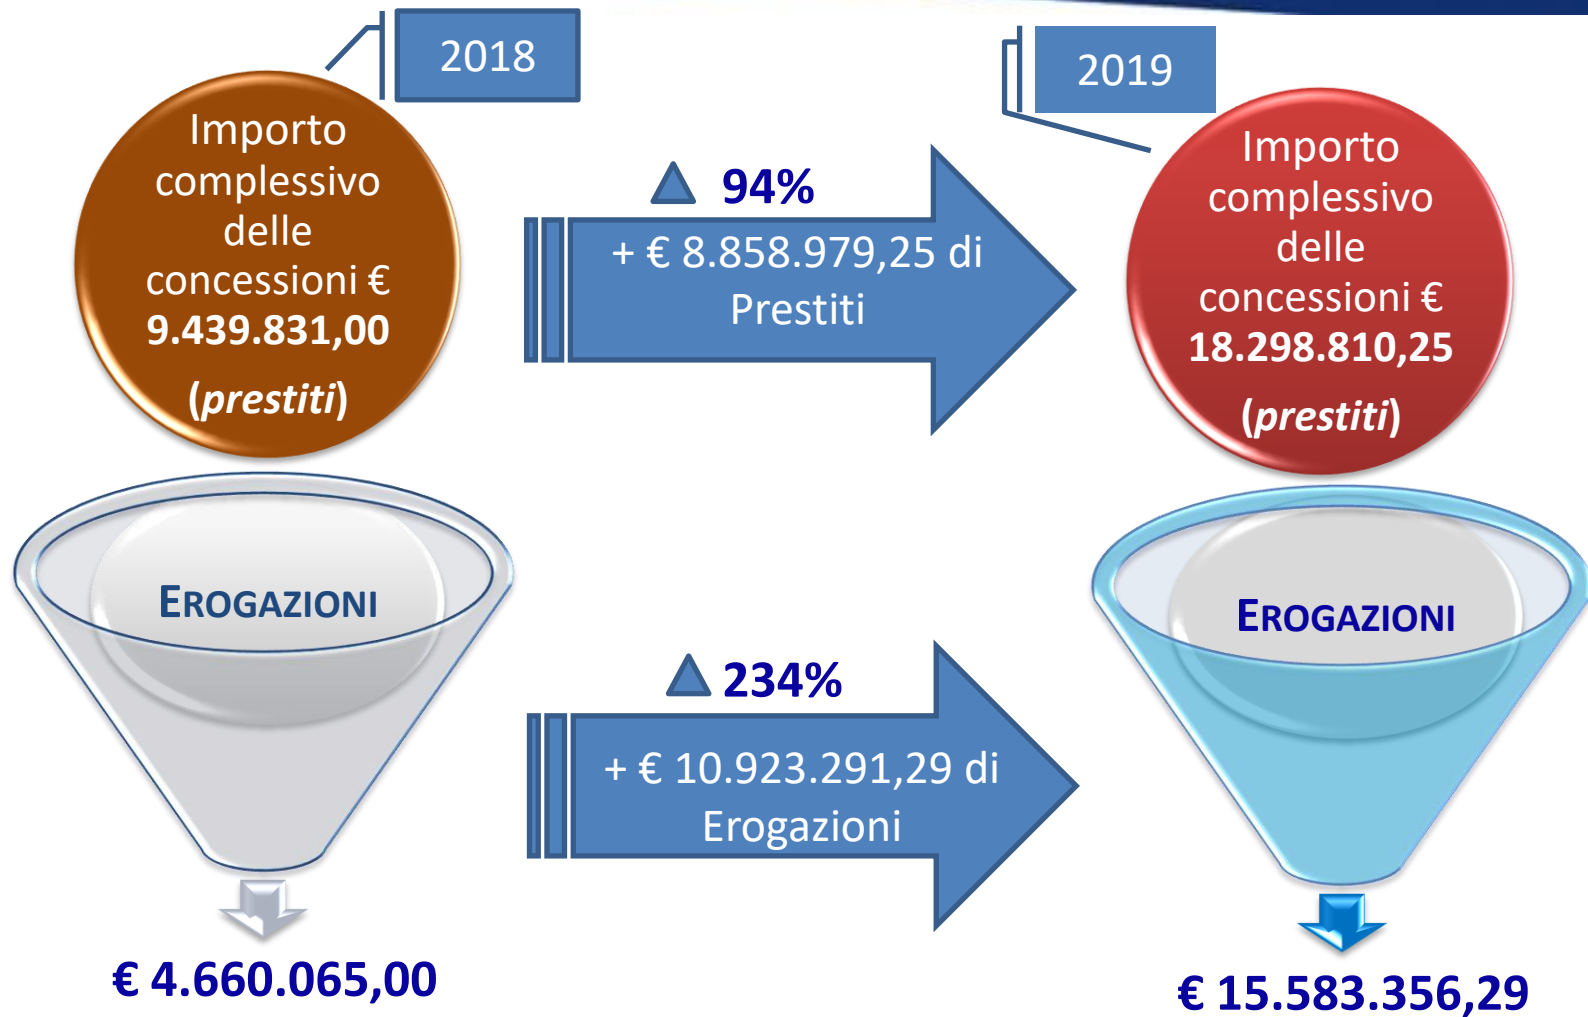 2018
Importo
complessivo
delle
concessioni €
9.439.831,00
(prestiti)
94%
+ € 8.858.979,25 di
Prestiti
2019
Importo
complessivo
delle
concessioni €
18.298.810,25
(prestiti)
EROGAZIONI
€ 4.660.065,00
234%
+ € 10.923.291,29 di
Erogazioni
EROGAZIONI
€ 15.583.356,29